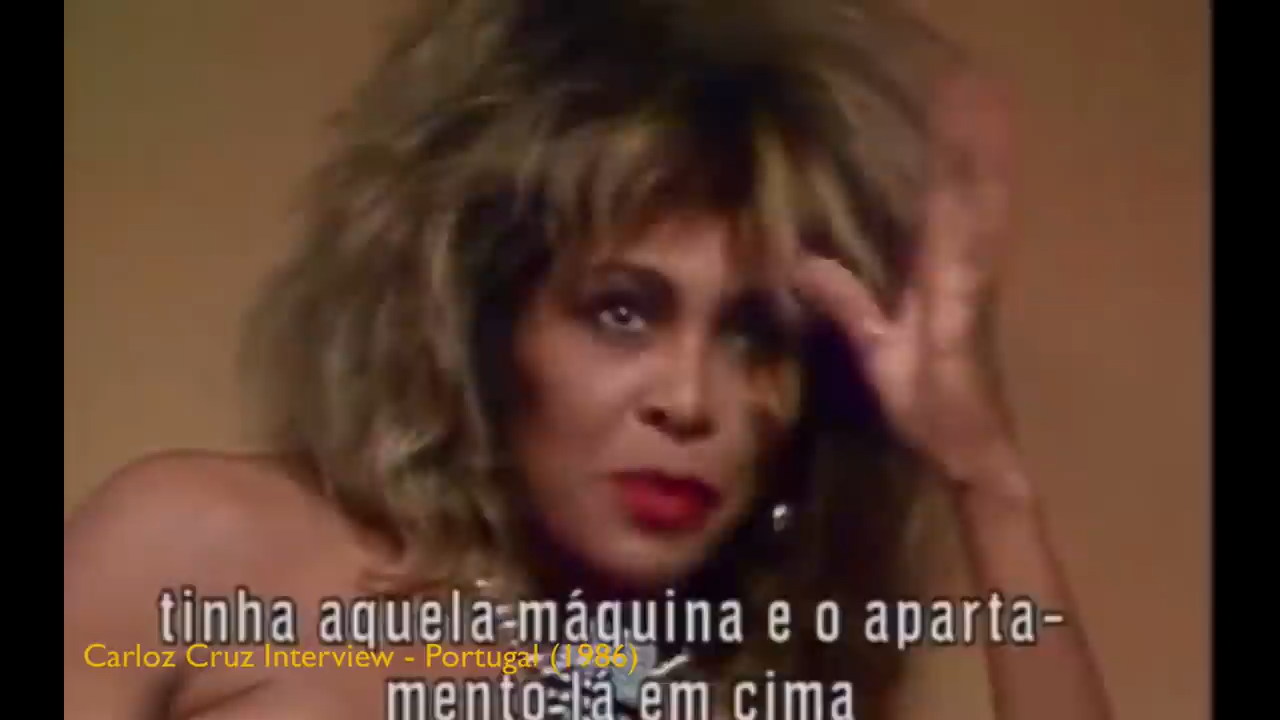 tinha aquela máquina e o aparta-
Carloz Cruz Interview - Portugal (1986)
mento lá em cima